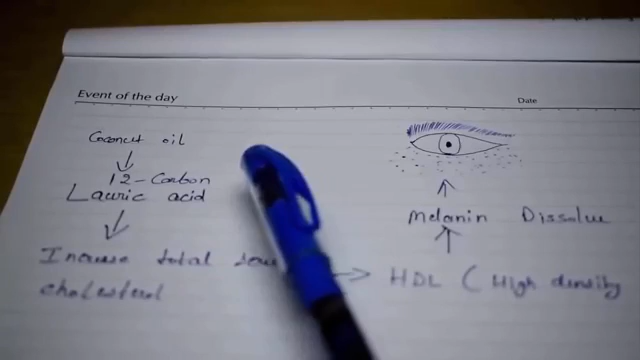 Event of the day
Date
Coconut oil
12-Carbon
Lauric acid
Increase total
cholesterol
HDL ( High density
Melanin Dissolve